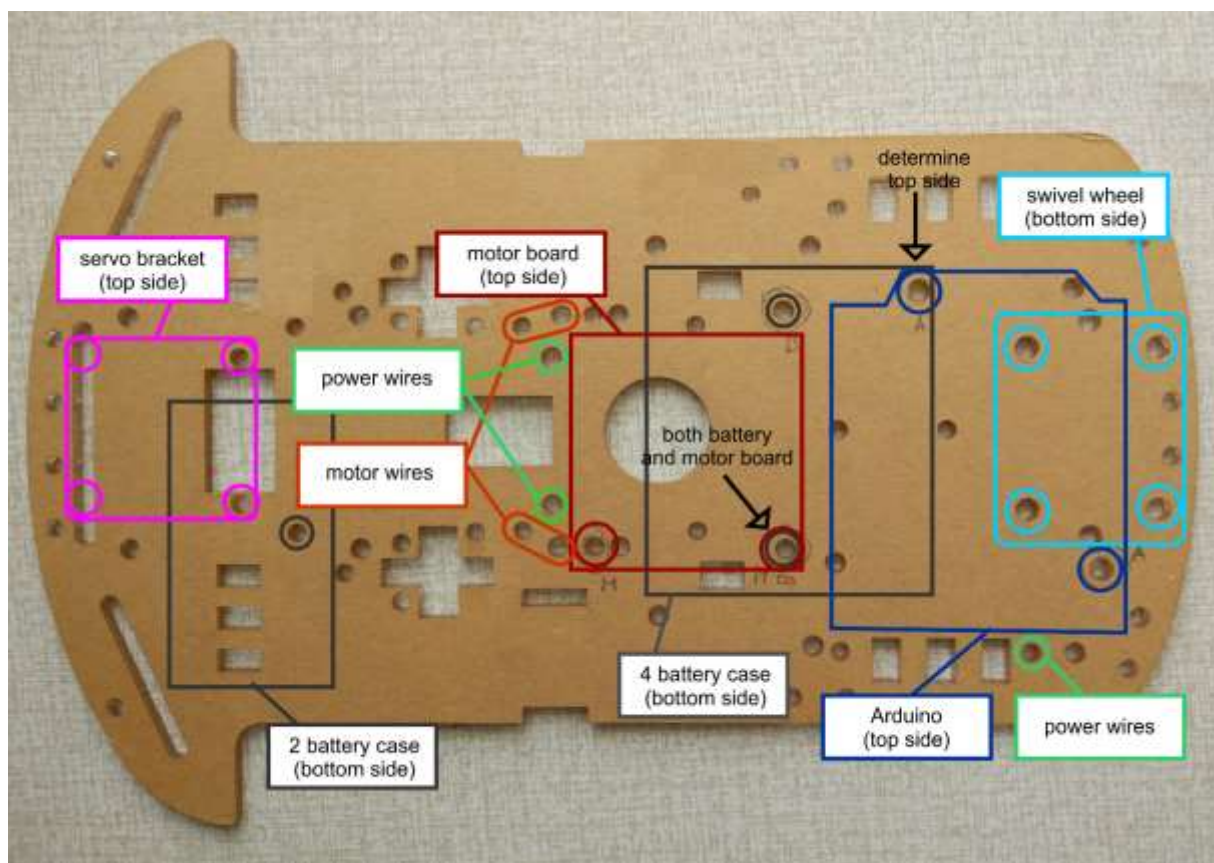 determine
top side
swivel wheel
(bottom side)
servo bracket
(top side)
motor board
(top side)
power wires
both battery
and motor board
motor wires
4 battery case
(bottom side)
Arduino
(top side)
power wires
2 battery case
(bottom side)
A
A
M